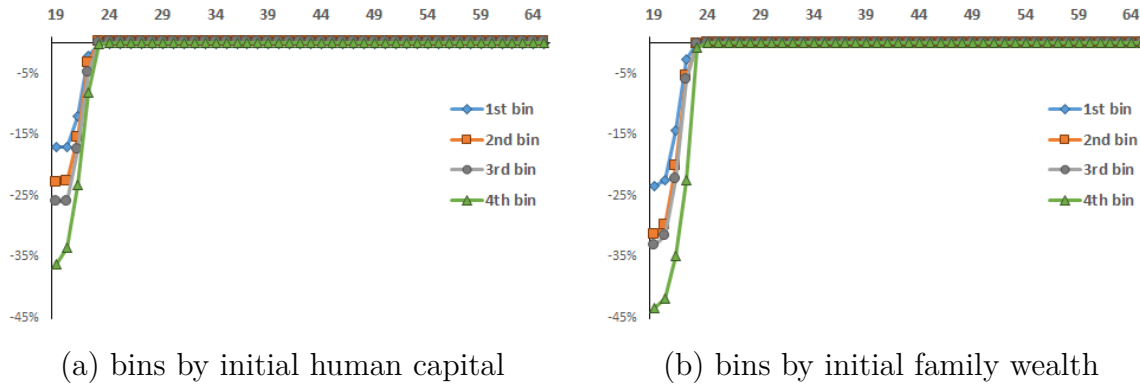 19 24 29 34 39 44 49 54 59 64
-5%
-15%
-25%
-35%
-45%
1st bin
2nd bin
3rd bin
4th bin
(a) bins by initial human capital
19 24 29 34 39 44 49 54 59 64
-5%
-15%
-25%
-35%
-45%
1st bin
2nd bin
3rd bin
4th bin
(b) bins by initial family wealth